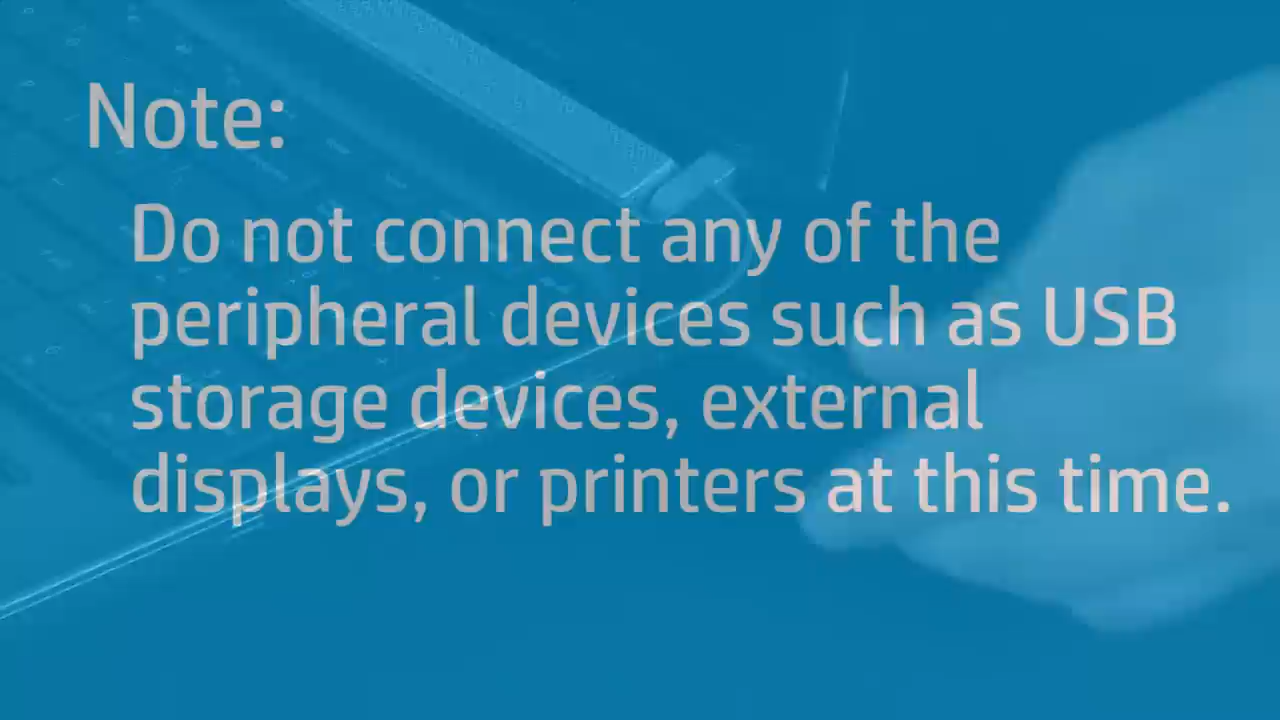 Note:
Do not connect any of the
peripheral devices such as USB
storage devices, external
displays, or printers at this time.